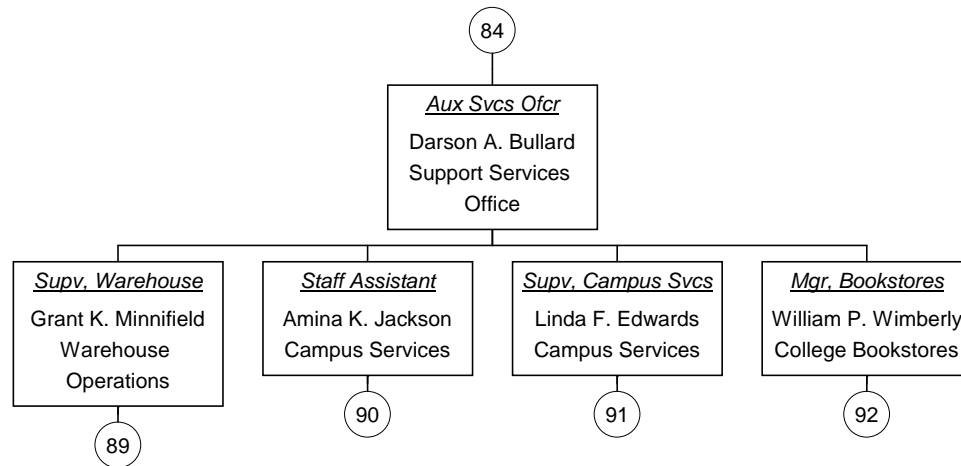 84
Aux Svcs Ofcr
Darson A. Bullard
Support Services
Office
Supv, Warehouse
Grant K. Minnifield
Warehouse
Operations
89
Staff Assistant
Amina K. Jackson
Campus Services
90
Supv, Campus Svcs
Linda F. Edwards
Campus Services
91
Mgr, Bookstores
William P. Wimberly
College Bookstores
92